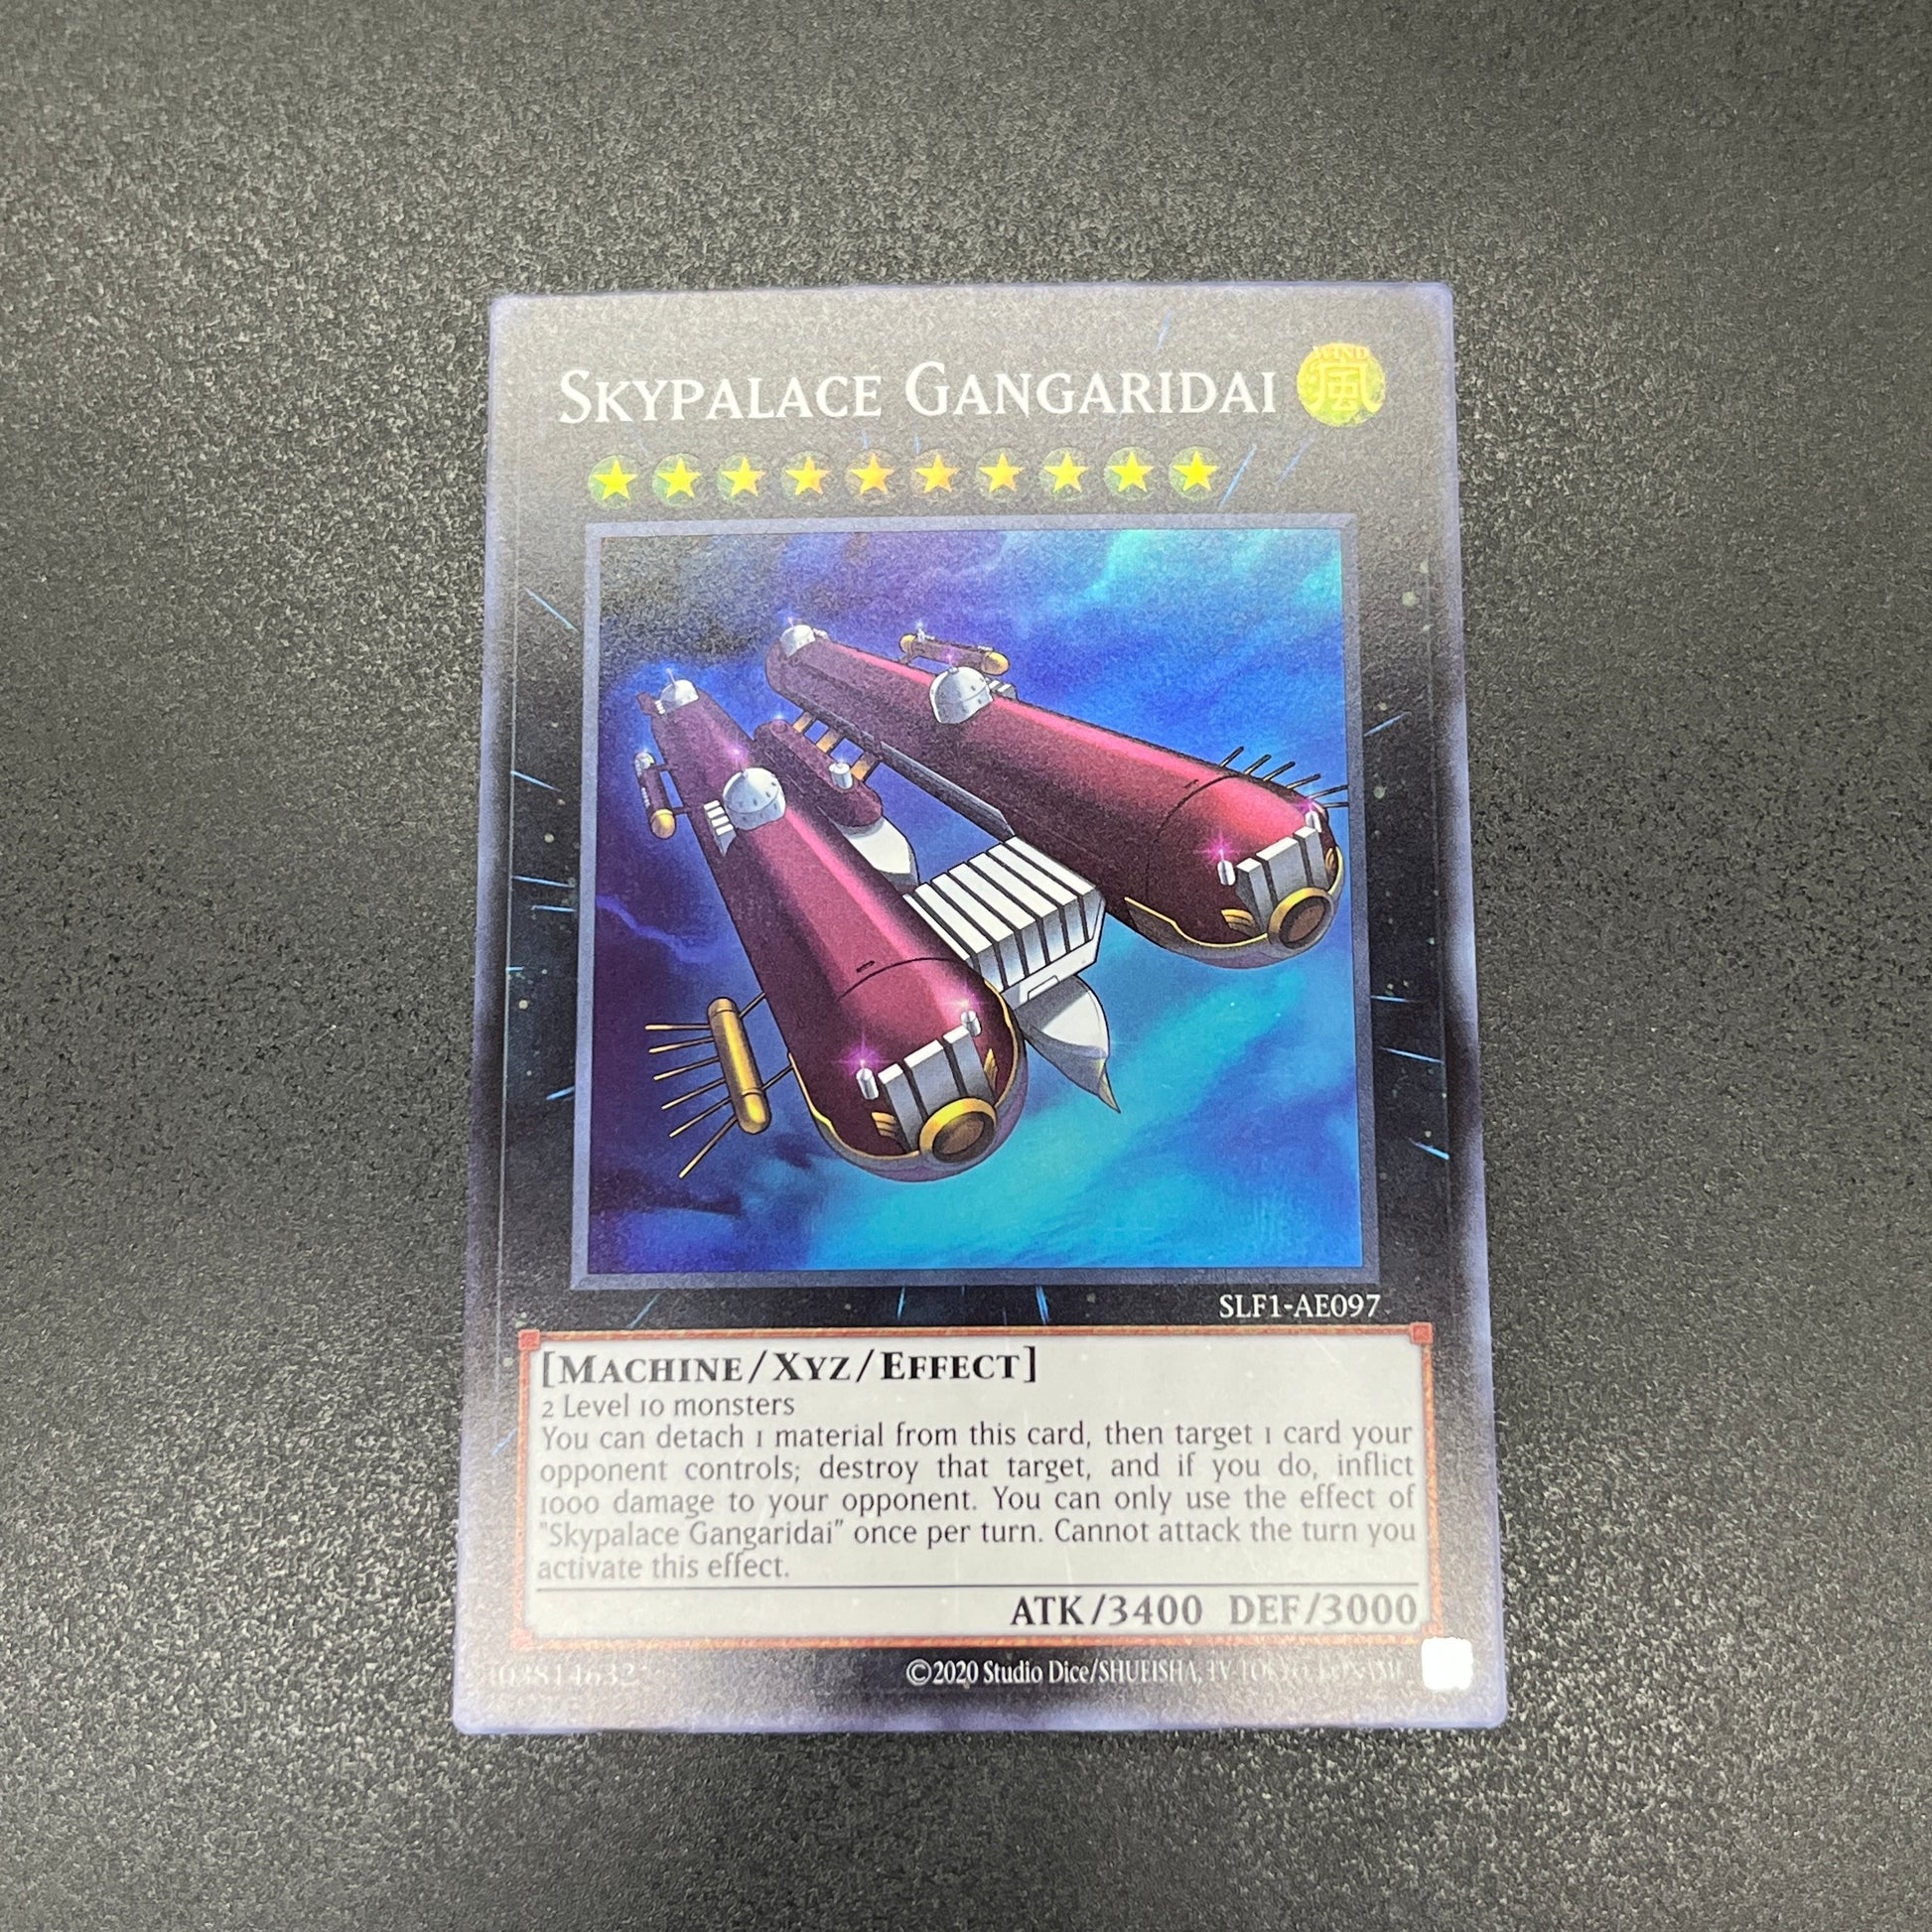 SKYPALACE GANGARIDAI
WIND
風
SLF1-AE097
[MACHINE/XYZ/EFFECT]
2 Level 10 monsters
You can detach 1 material from this card, then target 1 card your
opponent controls; destroy that target, and if you do, inflict
1000 damage to your opponent. You can only use the effect of
"Skypalace Gangaridai" once per turn. Cannot attack the turn you
activate this effect.
ATK/3400 DEF/3000
©2020 Studio Dice/SHUEISHA, TV TOKYO, KONAMI